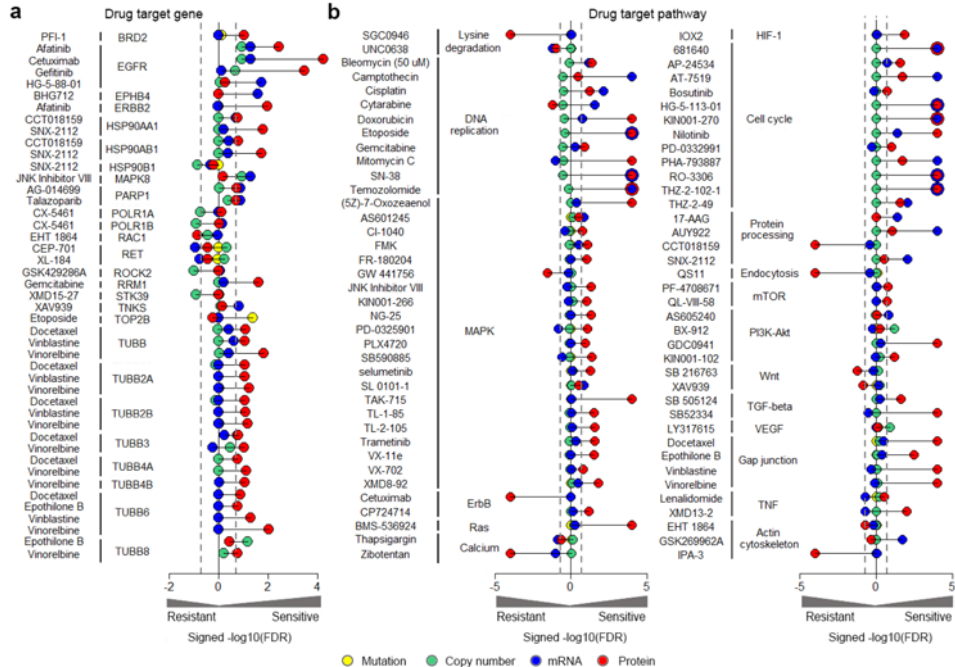 a
Drug target gene
PFI-1
BRD2
Afatinib
Cetuximab
Gefitinib
HG-5-88-01
EGFR
BHG712
EPHB4
Afatinib
ERBB2
CCT018159
SNX-2112
HSP90AA1
CCT018159
SNX-2112
HSP90AB1
SNX-2112
HSP90B1
JNK Inhibitor VIII
MAPK8
AG-014699
Talazoparib
PARP1
CX-5461
POLR1A
CX-5461
POLR1B
EHT 1864
RAC1
CEP-701
XL-184
RET
GSK429286A
ROCK2
Gemcitabine
RRM1
XMD15-27
STK39
XAV939
TNKS
Etoposide
TOP2B
Docetaxel
Vinblastine
Vinorelbine
TUBB
Docetaxel
Vinblastine
Vinorelbine
TUBB2A
Docetaxel
Vinblastine
Vinorelbine
TUBB2B
Docetaxel
Vinorelbine
TUBB3
Docetaxel
Vinorelbine
TUBB4A
Vinorelbine
TUBB4B
Docetaxel
Epothilone B
Vinblastine
Vinorelbine
TUBB6
Epothilone B
Vinorelbine
TUBB8
-2 0 2 4
Resistant Sensitive
Signed -log10(FDR)
b
Drug target pathway
SGC0946
UNC0638
Lysine
degradation
Bleomycin (50 uM)
Camptothecin
Cisplatin
Cytarabine
Doxorubicin
Etoposide
Gemcitabine
Mitomycin C
SN-38
Temozolomide
DNA
replication
(5Z)-7-Oxozeaenol
AS601245
CI-1040
FMK
FR-180204
GW 441756
JNK Inhibitor VIII
KIN001-266
NG-25
PD-0325901
PLX4720
SB590885
selumetinib
SL 0101-1
TAK-715
TL-1-85
TL-2-105
Trametinib
VX-11e
VX-702
XMD8-92
MAPK
Cetuximab
CP724714
ErbB
BMS-536924
Ras
Thapsigargin
Zibotentan
Calcium
-5 0 5
Resistant Sensitive
Signed -log10(FDR)
IOX2
HIF-1
681640
AP-24534
AT-7519
Bosutinib
HG-5-113-01
KIN001-270
Nilotinib
PD-0332991
PHA-793887
RO-3306
THZ-2-102-1
THZ-2-49
Cell cycle
17-AAG
AUY922
CCT018159
SNX-2112
Protein
processing
QS11
Endocytosis
PF-4708671
QL-VIII-58
mTOR
AS605240
BX-912
GDC0941
KIN001-102
PI3K-Akt
SB 216763
XAV939
Wnt
SB 505124
SB52334
TGF-beta
LY317615
VEGF
Docetaxel
Epothilone B
Vinblastine
Vinorelbine
Gap junction
Lenalidomide
XMD13-2
TNF
EHT 1864
GSK269962A
IPA-3
Actin
cytoskeleton
-5 0 5
Resistant Sensitive
Signed -log10(FDR)
Mutation Copy number mRNA Protein